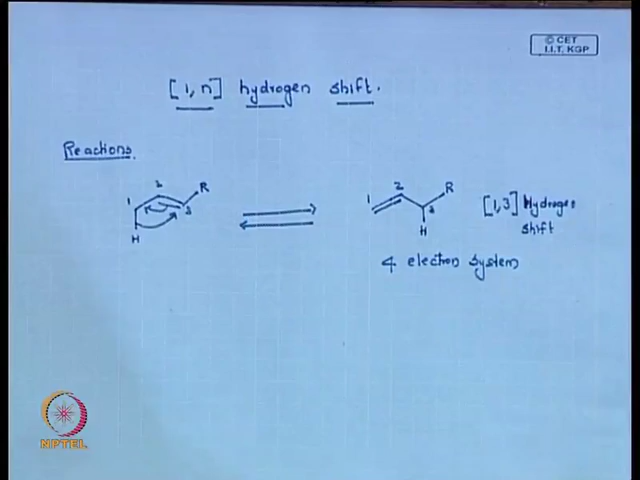 © CET
I.I.T. KGP
[1,n] hydrogen shift.
Reactions
1 2 3 R
H
1 2 3 R
H
[1,3] Hydrogen
shift
4 electron system
NPTEL